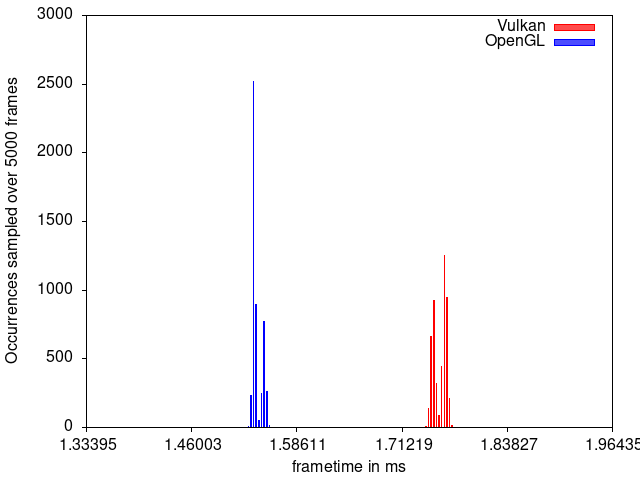 3000
2500
2000
1500
1000
500
0
Occurrences sampled over 5000 frames
Vulkan
OpenGL
1.33395 1.46003 1.58611 1.71219 1.83827 1.96435
frametime in ms